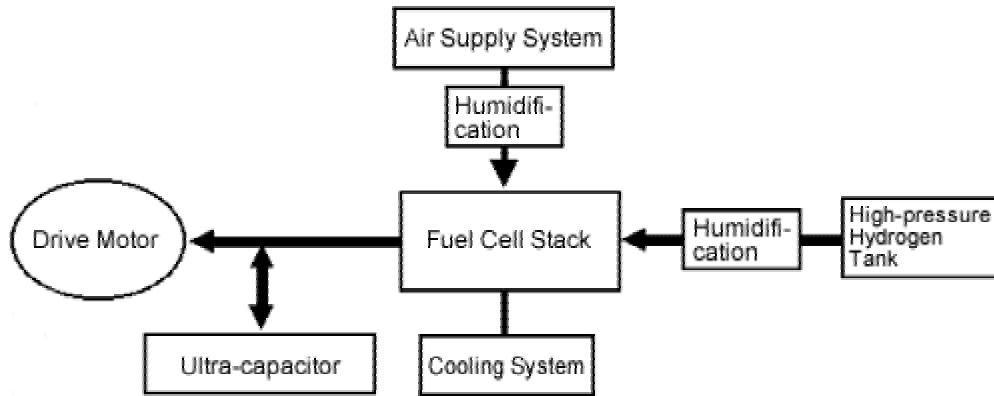 Air Supply System
Humidifi-
cation
Drive Motor
Fuel Cell Stack
Humidifi-
cation
High-pressure
Hydrogen
Tank
Ultra-capacitor
Cooling System